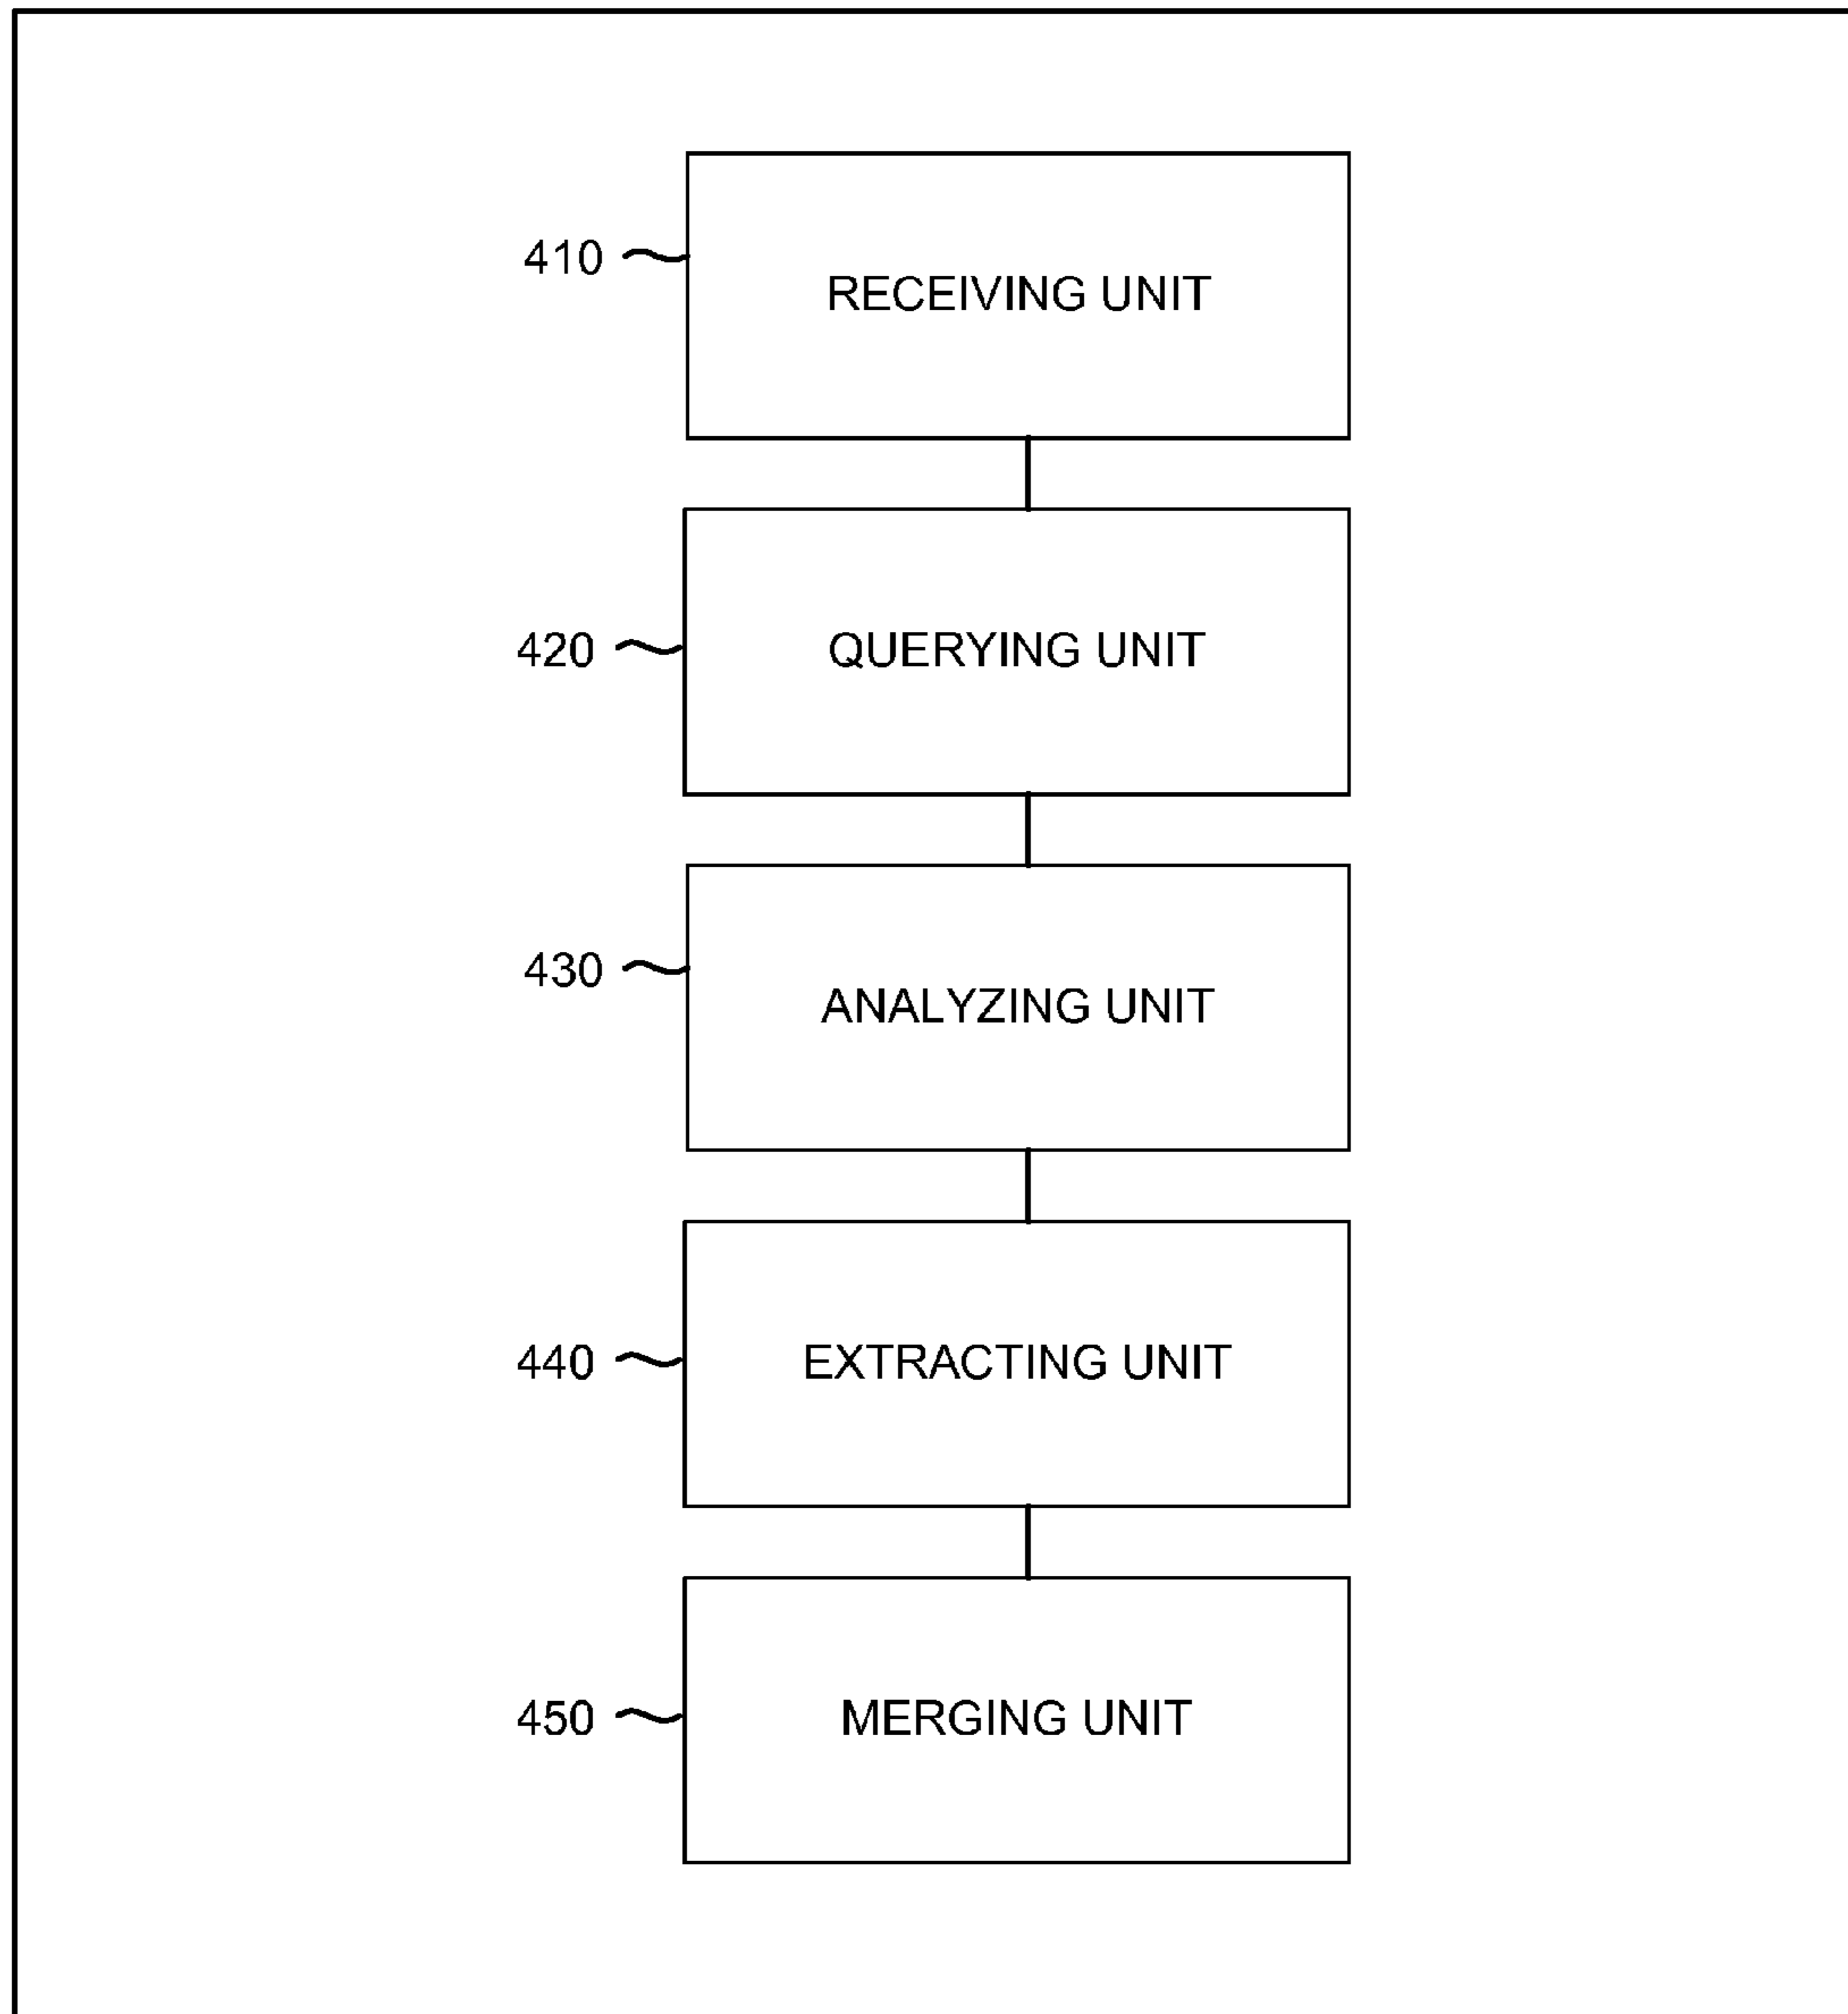 410
RECEIVING UNIT
420
QUERYING UNIT
430
ANALYZING UNIT
440
EXTRACTING UNIT
450
MERGING UNIT